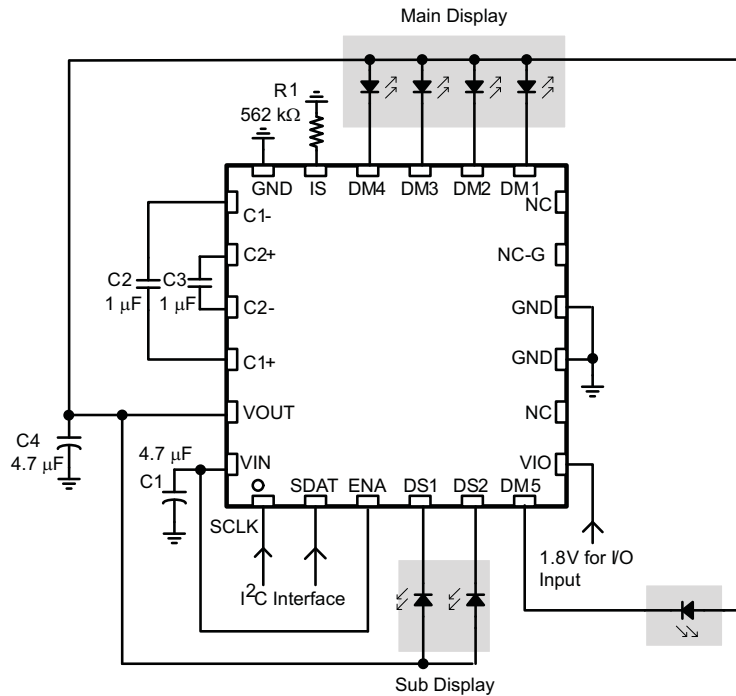 Main Display
R1
562 kΩ
GND
IS
DM4
DM3
DM2
DM1
C1-
NC
C2+
NC-G
C2
1 μF
C3
1 μF
C2-
GND
C1+
GND
VOUT
NC
C4
4.7 μF
4.7 μF
C1
VIN
VIO
SCLK
SDAT
ENA
DS1
DS2
DM5
1.8V for I/O
Input
I2C Interface
Sub Display